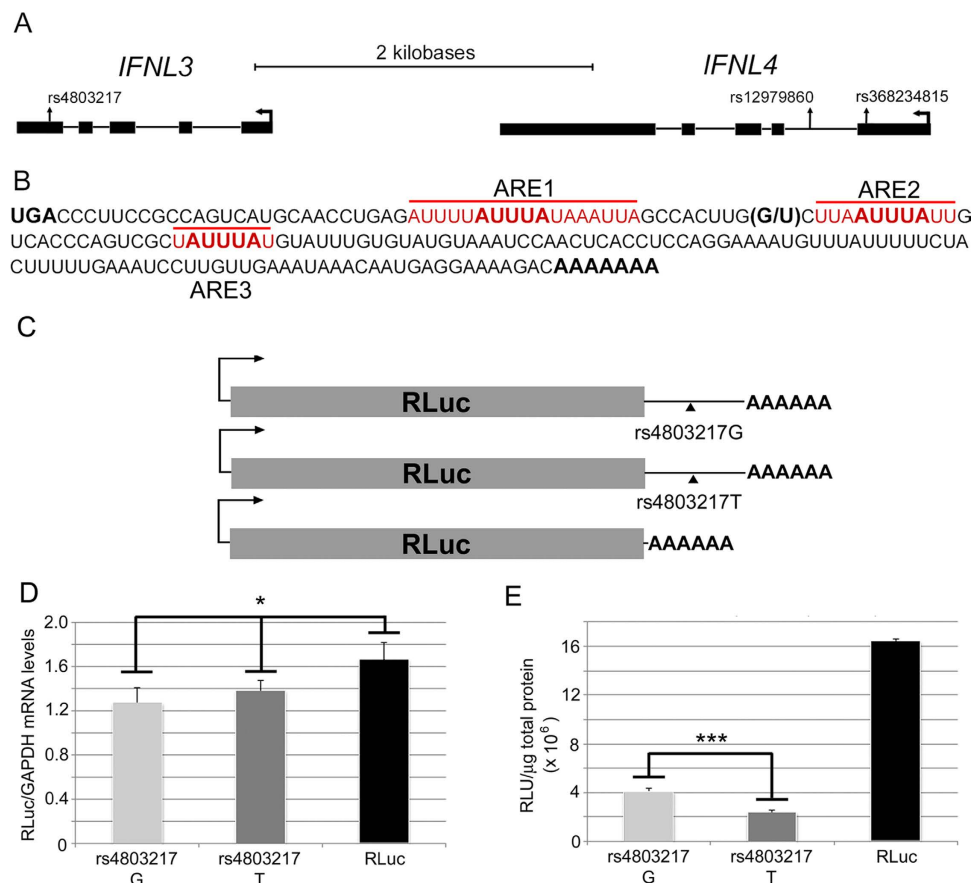 A
2 kilobases
IFNL3
IFNL4
rs4803217
rs12979860
rs368234815
B
ARE1
ARE2
UGACCCUUCCGCCAGUCAUGCAACCUGAGAUUUUAUUUAUAAAUUAGCCACUUG(G/U)CUUAAUUUAUUG
UCACCCAGUCGCUAUUUAUGUAUUUGUGUAUGUAAAUCCAACUCACCUCCAGGAAAAUGUUUAUUUUUCUA
CUUUUUGAAAUCCUUGUUGAAAUAAACAAUGAGGAAAAGACAAAAAAA
ARE3
C
RLuc
AAAAAA
rs4803217G
RLuc
AAAAAA
rs4803217T
RLuc
AAAAAA
D
*
RLuc/GAPDH mRNA levels
2.0
1.6
1.2
0.8
0.4
0
rs4803217
G
rs4803217
T
RLuc
E
***
RLU/µg total protein
(x 10⁶)
16
12
8
4
0
rs4803217
G
rs4803217
T
RLuc